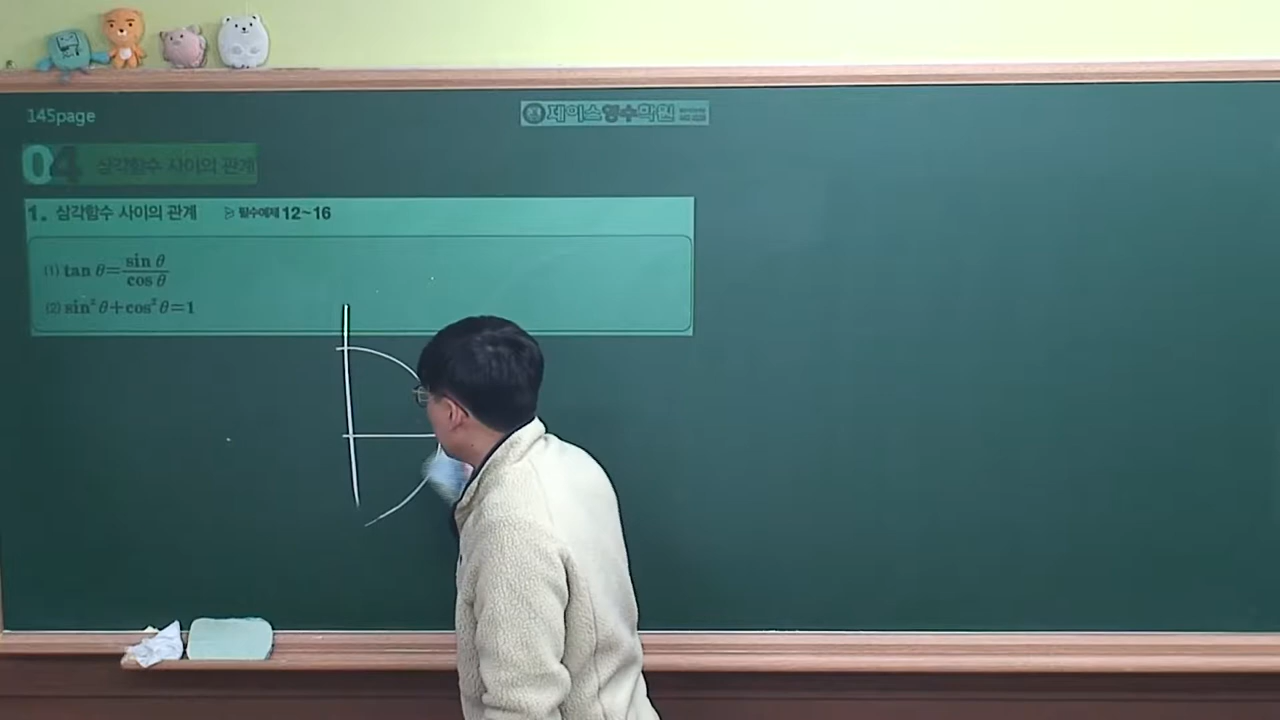 145page
제이스영수학원
04 삼각함수 사이의 관계
1. 삼각함수 사이의 관계 ▷ 필수예제 12~16
(1) tan θ = sin θ / cos θ
(2) sin² θ + cos² θ = 1